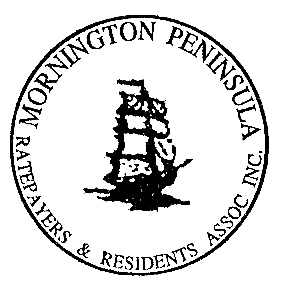 MORNINGTON PENINSULA
RATEPAYERS & RESIDENTS ASSOC INC.